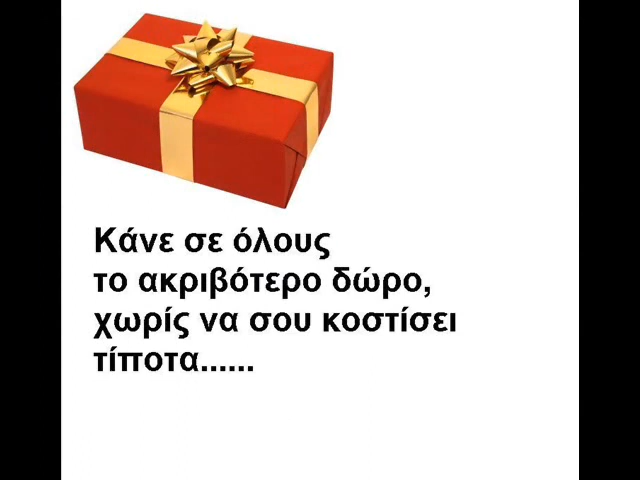 Κάνε σε όλους
το ακριβότερο δώρο,
χωρίς να σου κοστίσει
τίποτα......